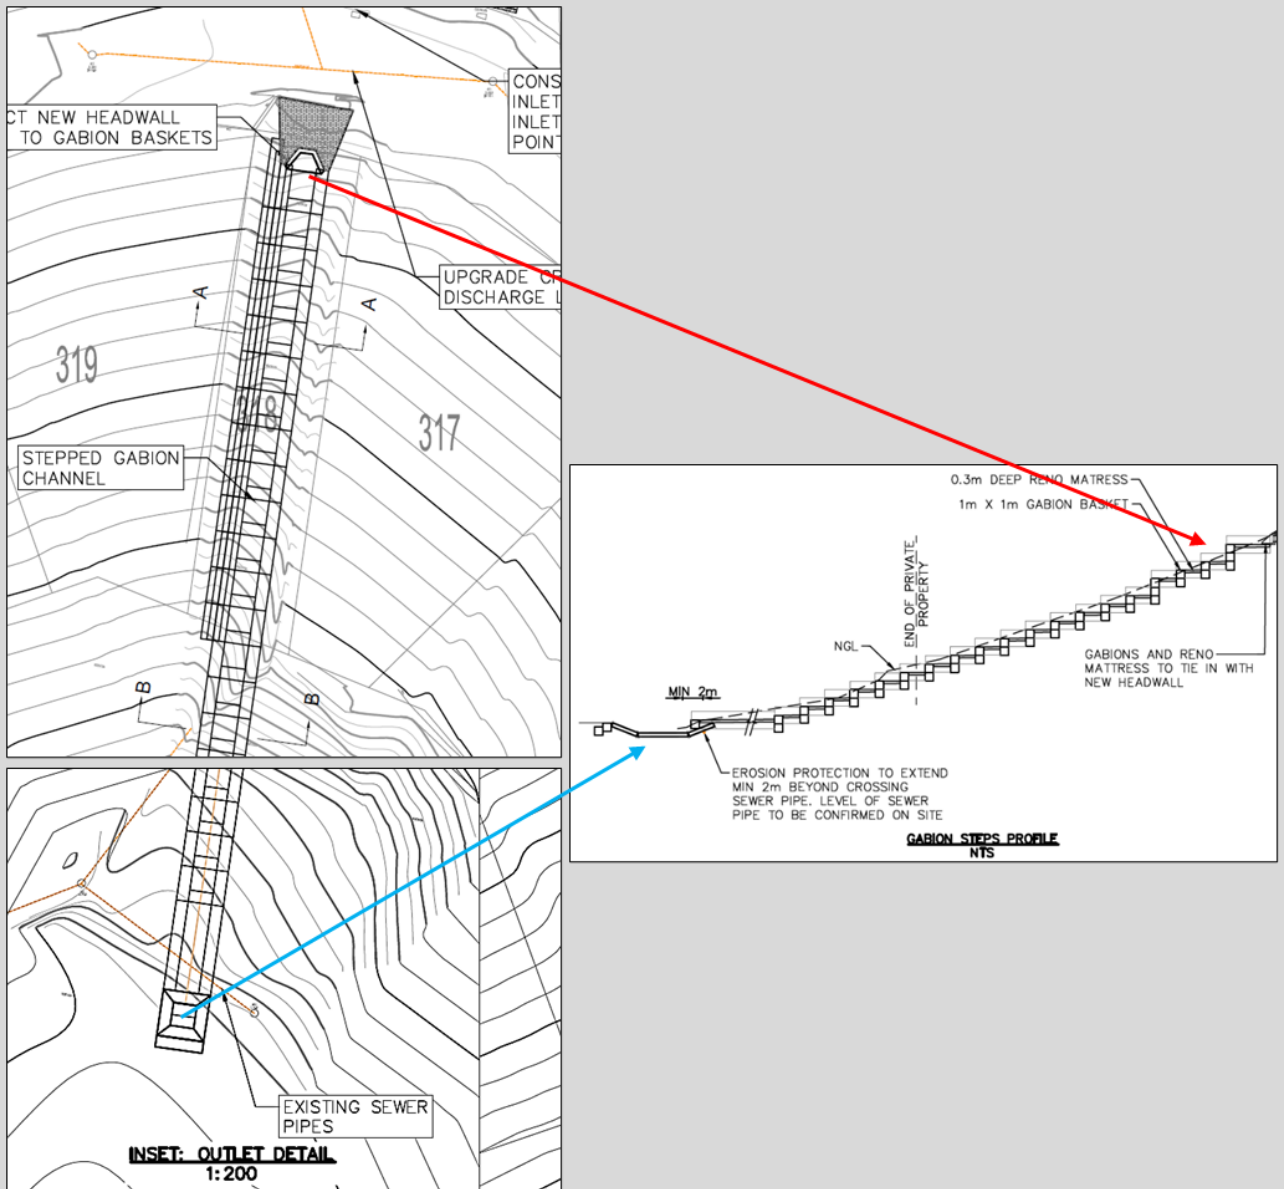 CT NEW HEADWALL
TO GABION BASKETS
CONS
INLET
INLET
POINT
UPGRADE CR
DISCHARGE L
A
A
319
318
317
STEPPED GABION
CHANNEL
B
B
0.3m DEEP RENO MATRESS
1m X 1m GABION BASKET
END OF PRIVATE
PROPERTY
NGL
MIN 2m
GABIONS AND RENO
MATTRESS TO TIE IN WITH
NEW HEADWALL
EROSION PROTECTION TO EXTEND
MIN 2m BEYOND CROSSING
SEWER PIPE. LEVEL OF SEWER
PIPE TO BE CONFIRMED ON SITE
GABION STEPS PROFILE
NTS
EXISTING SEWER
PIPES
INSET: OUTLET DETAIL
1:200